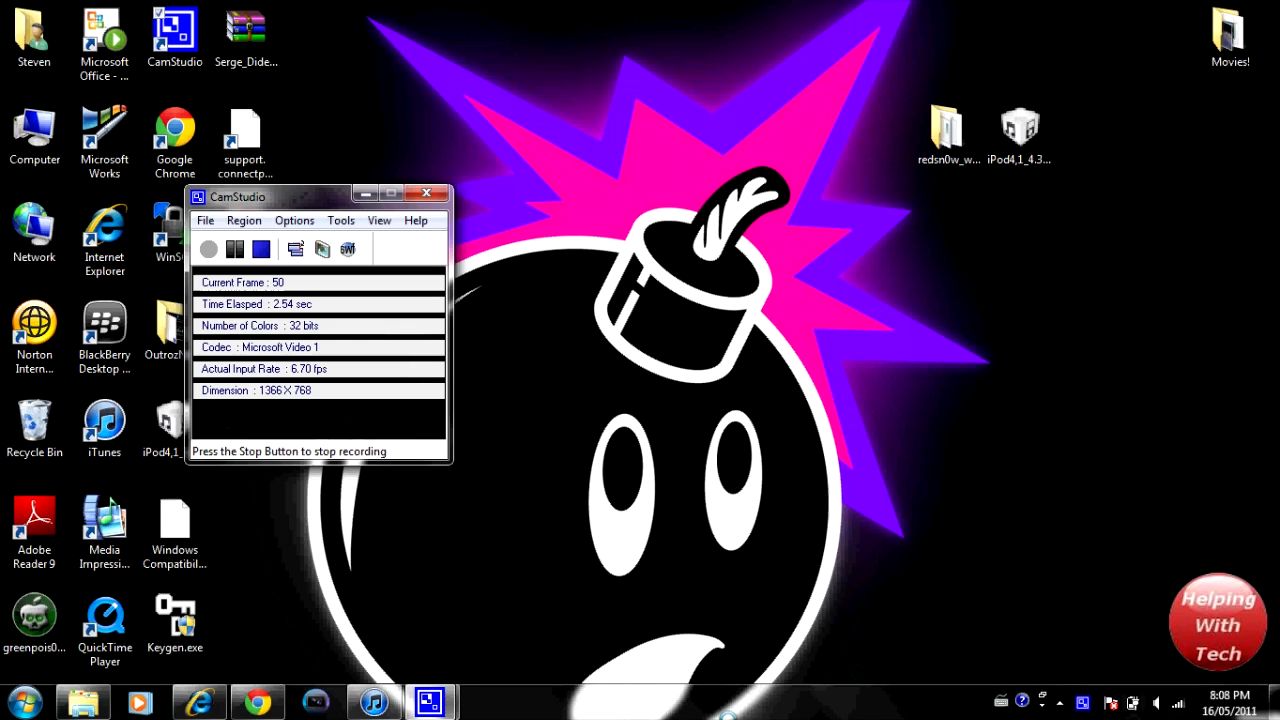 Steven
Microsoft
Office - ...
CamStudio
Serge_Dide...
Movies!
Computer
Microsoft
Works
Google
Chrome
support.
connectp...
redsn0w_w...
iPod4,1_4.3...
Network
Internet
Explorer
WinS
CamStudio
File Region Options Tools View Help
SWF
Current Frame : 50
Time Elasped : 2.54 sec
Number of Colors : 32 bits
Codec : Microsoft Video 1
Actual Input Rate : 6.70 fps
Dimension : 1366 X 768
Press the Stop Button to stop recording
Norton
Intern...
BlackBerry
Desktop ...
Outroz
Recycle Bin
iTunes
iPod4,1_
Adobe
Reader 9
Media
Impressi...
Windows
Compatibil...
greenpois0...
QuickTime
Player
Keygen.exe
Helping
With
Tech
8:08 PM
16/05/2011